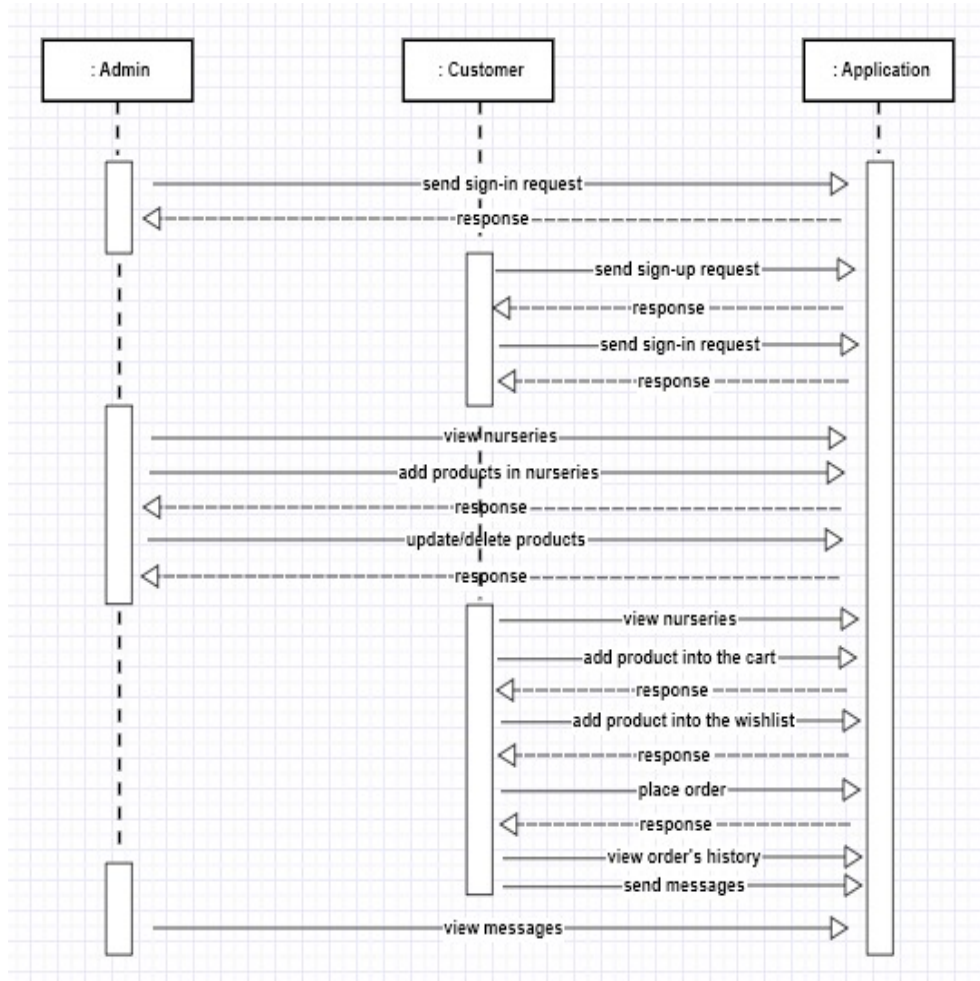 : Admin
: Customer
: Application
send sign-in request
response
send sign-up request
response
send sign-in request
response
view nurseries
add products in nurseries
response
update/delete products
response
view nurseries
add product into the cart
response
add product into the wishlist
response
place order
response
view order's history
send messages
view messages